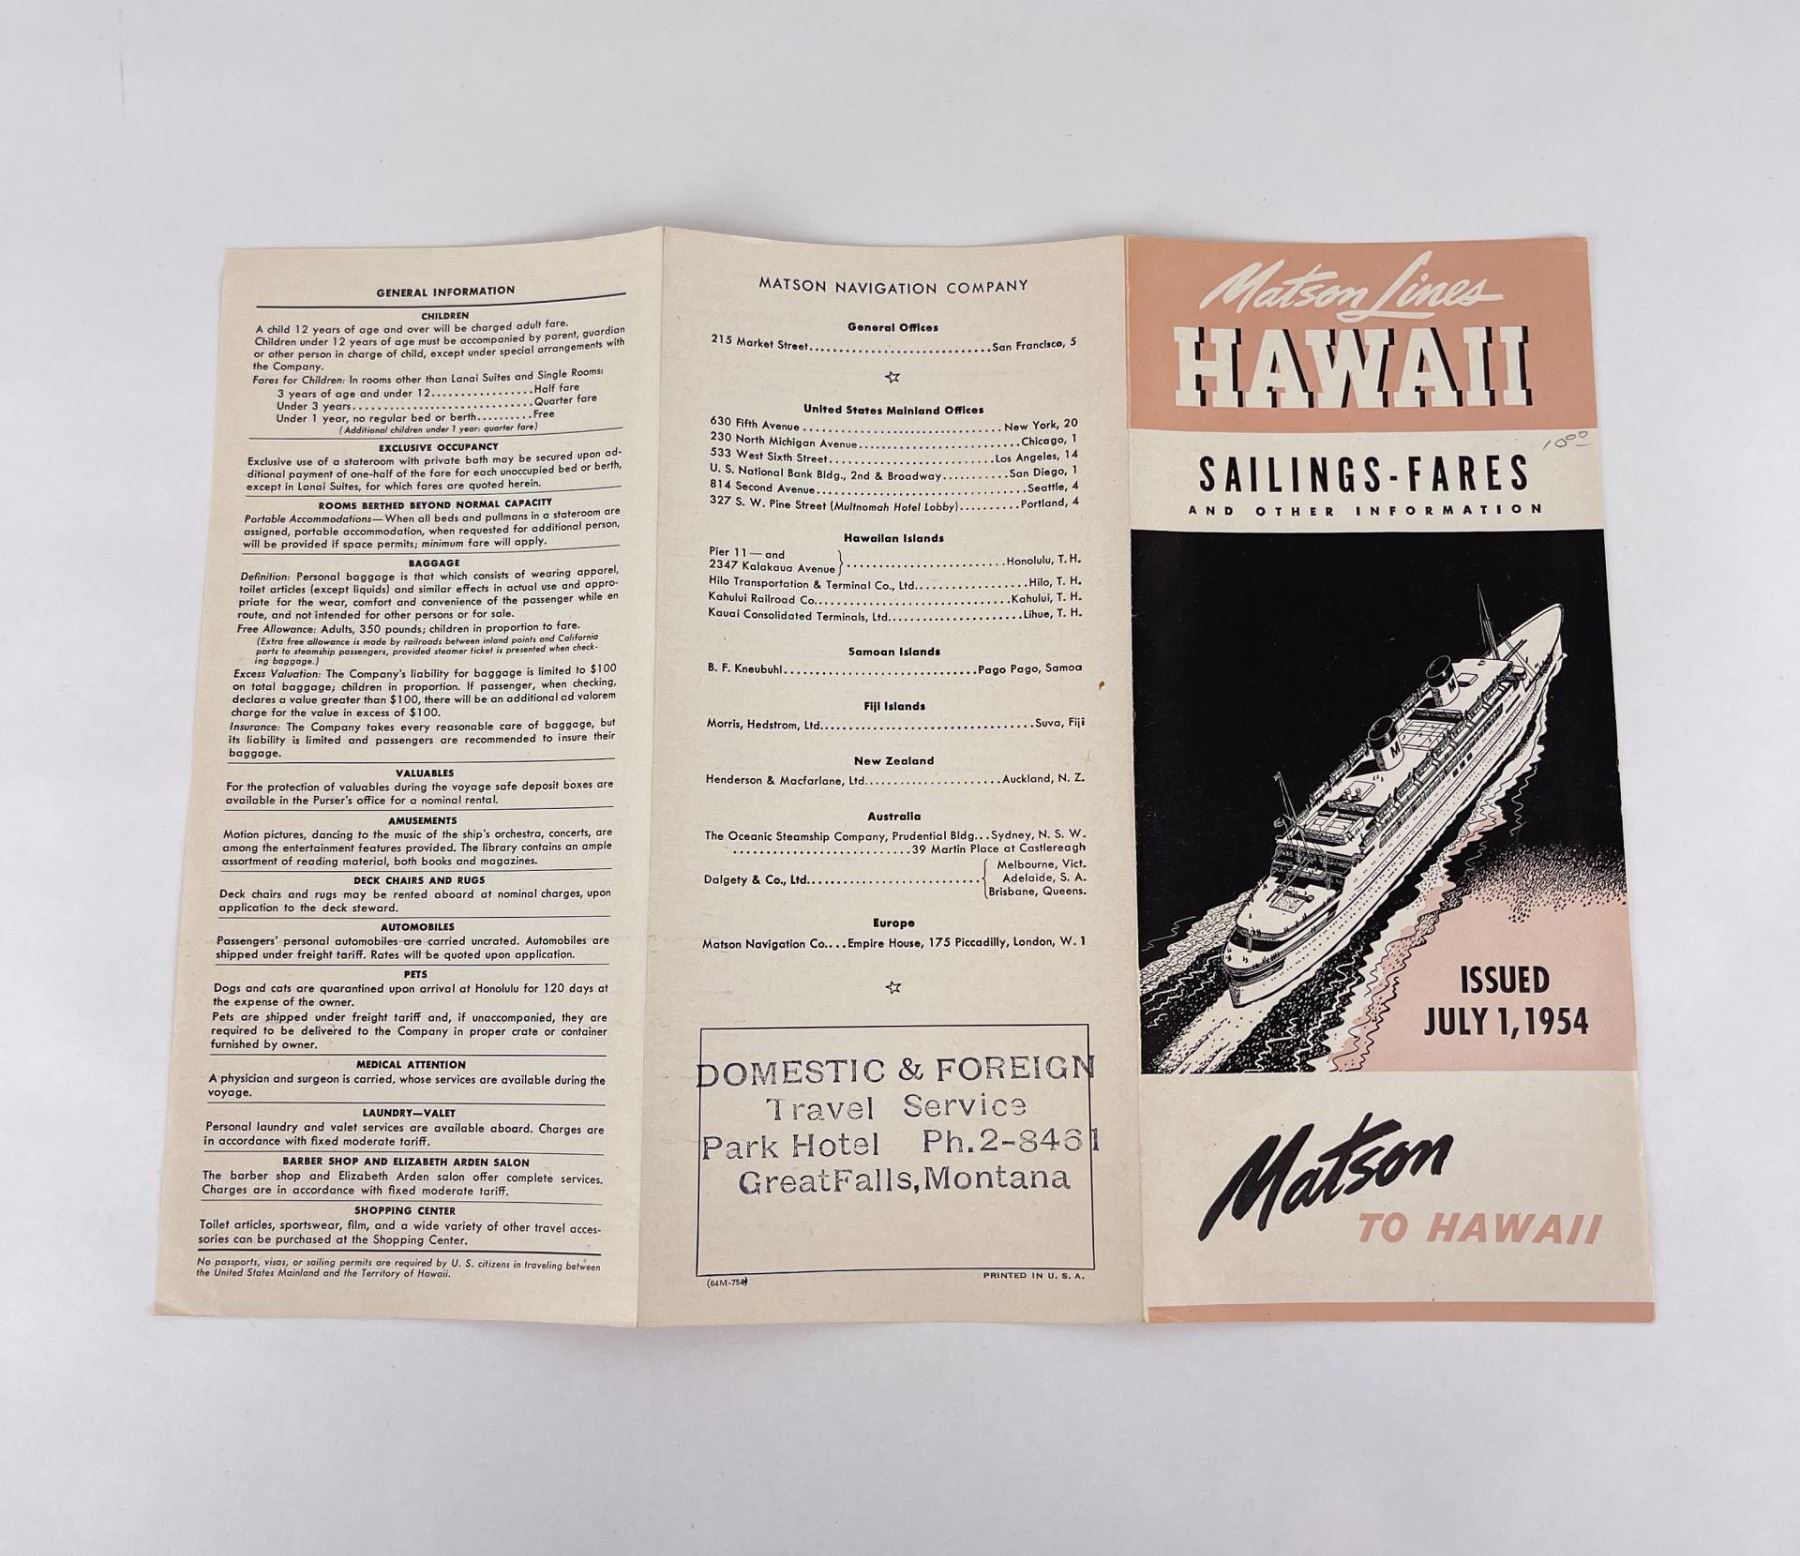 GENERAL INFORMATION
CHILDREN
A child 12 years of age and over will be charged adult fare.
Children under 12 years of age must be accompanied by parent, guardian
or other person in charge of child, except under special arrangements with
the Company.
Fares for Children: In rooms other than Lanai Suites and Single Rooms:
3 years of age and under 12...............Half fare
Under 3 years..........................Quarter fare
Under 1 year, no regular bed or berth..........Free
(Additional children under 1 year: quarter fare)
EXCLUSIVE OCCUPANCY
Exclusive use of a stateroom with private bath may be secured upon ad-
ditional payment of one-half of the fare for each unoccupied bed or berth,
except in Lanai Suites, for which fares are quoted herein.
ROOMS BERTHED BEYOND NORMAL CAPACITY
Portable Accommodations—When all beds and pullmans in a stateroom are
assigned, portable accommodation, when requested for additional person,
will be provided if space permits; minimum fare will apply.
BAGGAGE
Definition: Personal baggage is that which consists of wearing apparel,
toilet articles (except liquids) and similar effects in actual use and appro-
priate for the wear, comfort and convenience of the passenger while en
route, and not intended for other persons or for sale.
Free Allowance: Adults, 350 pounds; children in proportion to fare.
(Extra free allowance is made by railroads between inland points and California
ports to steamship passengers, provided steamer ticket is presented when check-
ing baggage.)
Excess Valuation: The Company's liability for baggage is limited to $100
on total baggage; children in proportion. If passenger, when checking,
declares a value greater than $100, there will be an additional ad valorem
charge for the value in excess of $100.
Insurance: The Company takes every reasonable care of baggage, but
its liability is limited and passengers are recommended to insure their
baggage.
VALUABLES
For the protection of valuables during the voyage safe deposit boxes are
available in the Purser's office for a nominal rental.
AMUSEMENTS
Motion pictures, dancing to the music of the ship's orchestra, concerts, are
among the entertainment features provided. The library contains an ample
assortment of reading material, both books and magazines.
DECK CHAIRS AND RUGS
Deck chairs and rugs may be rented aboard at nominal charges, upon
application to the deck steward.
AUTOMOBILES
Passengers' personal automobiles are carried uncrated. Automobiles are
shipped under freight tariff. Rates will be quoted upon application.
PETS
Dogs and cats are quarantined upon arrival at Honolulu for 120 days at
the expense of the owner.
Pets are shipped under freight tariff and, if unaccompanied, they are
required to be delivered to the Company in proper crate or container
furnished by owner.
MEDICAL ATTENTION
A physician and surgeon is carried, whose services are available during the
voyage.
LAUNDRY—VALET
Personal laundry and valet services are available aboard. Charges are
in accordance with fixed moderate tariff.
BARBER SHOP AND ELIZABETH ARDEN SALON
The barber shop and Elizabeth Arden salon offer complete services.
Charges are in accordance with fixed moderate tariff.
SHOPPING CENTER
Toilet articles, sportswear, film, and a wide variety of other travel acces-
sories can be purchased at the Shopping Center.
No passports, visas, or sailing permits are required by U. S. citizens in traveling between
the United States Mainland and the Territory of Hawaii.
MATSON NAVIGATION COMPANY
General Offices
215 Market Street............................San Francisco, 5
United States Mainland Offices
630 Fifth Avenue...............................New York, 20
230 North Michigan Avenue.........................Chicago, 1
533 West Sixth Street.........................Los Angeles, 14
U. S. National Bank Bldg., 2nd & Broadway..........San Diego, 1
814 Second Avenue................................Seattle, 4
327 S. W. Pine Street (Multnomah Hotel Lobby).........Portland, 4
Hawaiian Islands
Pier 11—and
2347 Kalakaua Avenue}........................Honolulu, T. H.
Hilo Transportation & Terminal Co., Ltd.................Hilo, T. H.
Kahului Railroad Co..............................Kahului, T. H.
Kauai Consolidated Terminals, Ltd....................Lihue, T. H.
Samoan Islands
B. F. Kneubuhl.............................Pago Pago, Samoa
Fiji Islands
Morris, Hedstrom, Ltd................................Suva, Fiji
New Zealand
Henderson & Macfarlane, Ltd.....................Auckland, N. Z.
Australia
The Oceanic Steamship Company, Prudential Bldg...Sydney, N. S. W.
...........................39 Martin Place at Castlereagh
Melbourne, Vict.
Dalgety & Co., Ltd...........................{Adelaide, S. A.
Brisbane, Queens.
Europe
Matson Navigation Co....Empire House, 175 Piccadilly, London, W. 1
DOMESTIC & FOREIGN
Travel Service
Park Hotel Ph.2-8461
GreatFalls,Montana
PRINTED IN U. S. A.
Matson Lines
HAWAII
10 00
SAILINGS-FARES
AND OTHER INFORMATION
M
M
ISSUED
JULY 1, 1954
Matson
TO HAWAII